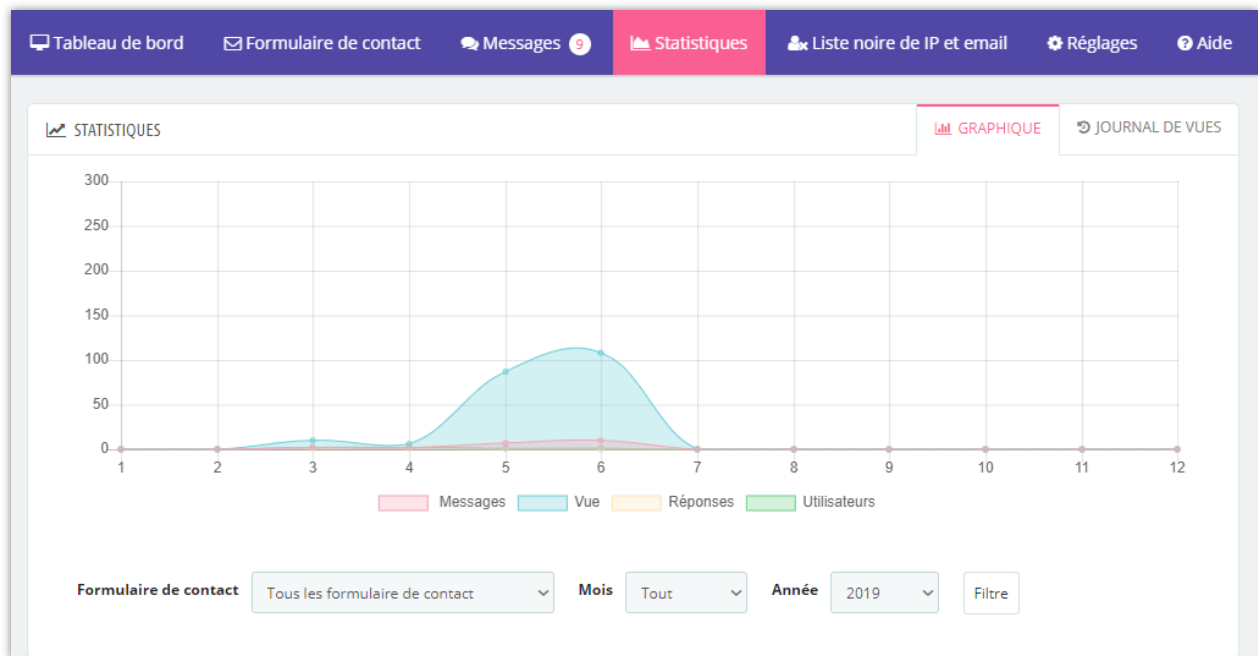 Tableau de bord Formulaire de contact Messages 9 Statistiques Liste noire de IP et email Réglages Aide
STATISTIQUES GRAPHIQUE JOURNAL DE VUES
300
250
200
150
100
50
0
1 2 3 4 5 6 7 8 9 10 11 12
Messages Vue Réponses Utilisateurs
Formulaire de contact Tous les formulaire de contact Mois Tout Année 2019 Filtre